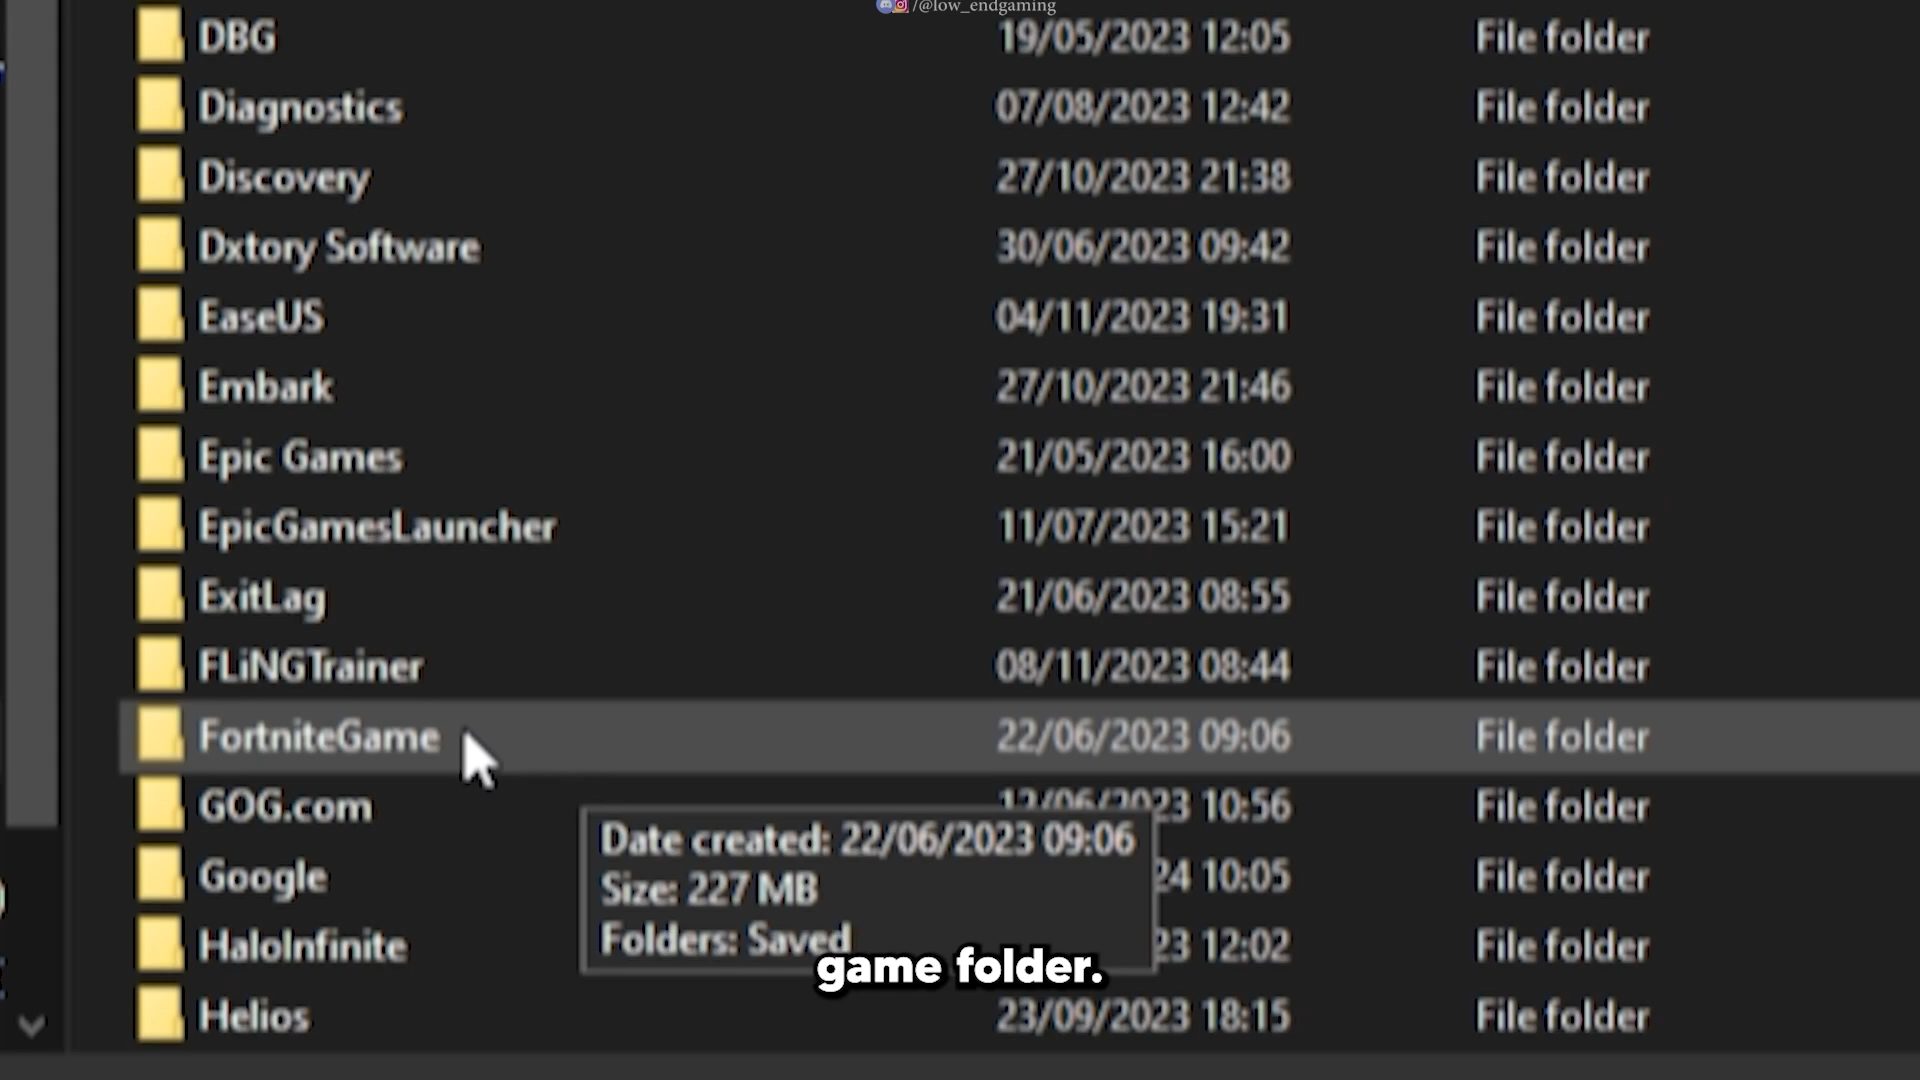 /@low_endgaming
DBG 19/05/2023 12:05 File folder
Diagnostics 07/08/2023 12:42 File folder
Discovery 27/10/2023 21:38 File folder
Dxtory Software 30/06/2023 09:42 File folder
EaseUS 04/11/2023 19:31 File folder
Embark 27/10/2023 21:46 File folder
Epic Games 21/05/2023 16:00 File folder
EpicGamesLauncher 11/07/2023 15:21 File folder
ExitLag 21/06/2023 08:55 File folder
FLiNGTrainer 08/11/2023 08:44 File folder
FortniteGame 22/06/2023 09:06 File folder
GOG.com 10:56 File folder
Date created: 22/06/2023 09:06
Google 24 10:05 File folder
Size: 227 MB
HaloInfinite 23 12:02 File folder
Folders: Saved
game folder.
Helios 23/09/2023 18:15 File folder